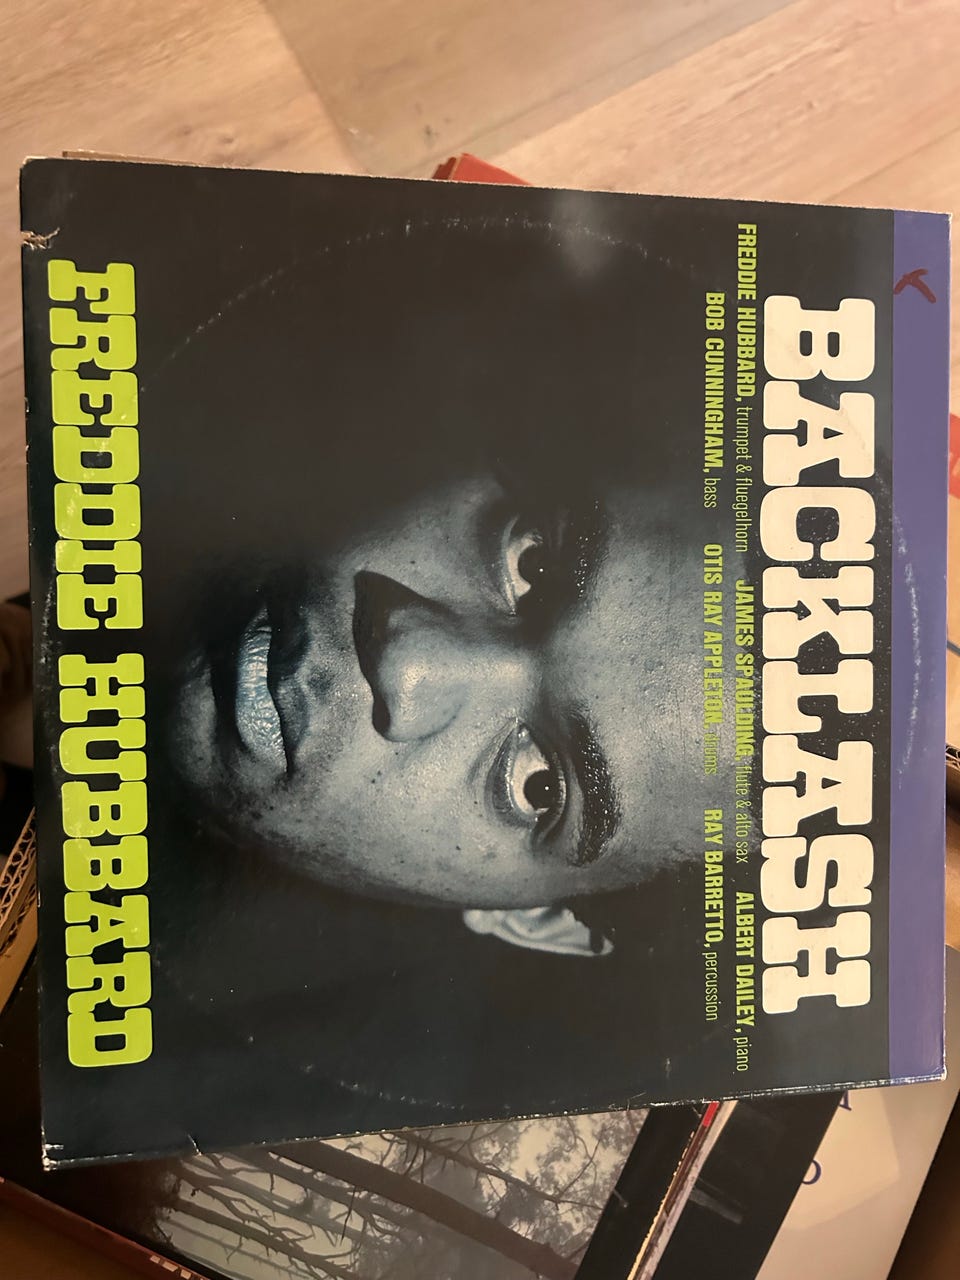 BACKLASH
FREDDIE HUBBARD, trumpet & fluegelhorn JAMES SPAULDING, flute & alto sax ALBERT DAILEY, piano
BOB CUNNINGHAM, bass OTIS RAY APPLETON, drums RAY BARRETTO, percussion
FREDDIE HUBBARD